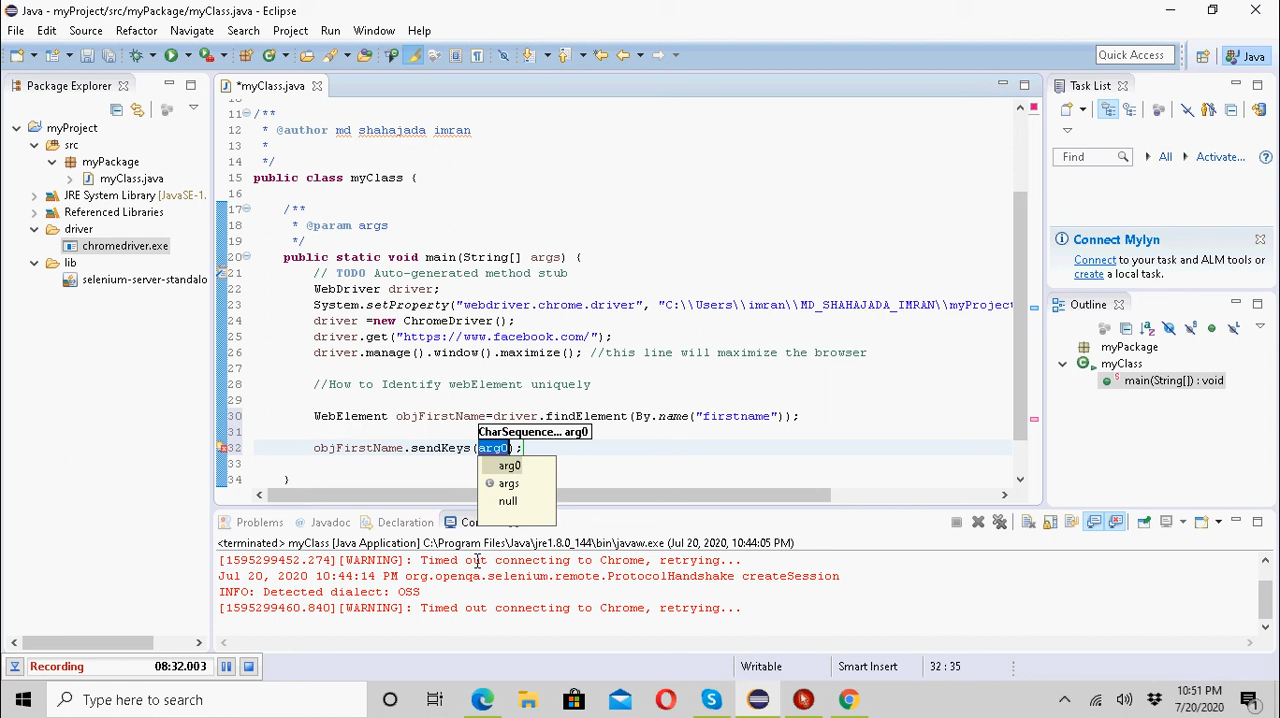 Java - myProject/src/myPackage/myClass.java - Eclipse
File Edit Source Refactor Navigate Search Project Run Window Help
Quick Access
Java
Package Explorer
myProject
src
myPackage
myClass.java
JRE System Library [JavaSE-1.
Referenced Libraries
driver
chromedriver.exe
lib
selenium-server-standalo
*myClass.java
11 /**
12 * @author md shahajada imran
13 *
14 */
15 public class myClass {
16
17 /**
18 * @param args
19 */
20 public static void main(String[] args) {
21 // TODO Auto-generated method stub
22 WebDriver driver;
23 System.setProperty("webdriver.chrome.driver", "C:\\Users\\imran\\MD_SHAHAJADA_IMRAN\\myProject
24 driver =new ChromeDriver();
25 driver.get("https://www.facebook.com/");
26 driver.manage().window().maximize(); //this line will maximize the browser
27
28 //How to Identify webElement uniquely
29
30 WebElement objFirstName=driver.findElement(By.name("firstname"));
31
CharSequence... arg0
32 objFirstName.sendKeys(arg0);
33
34 }
arg0
args
null
Task List
Find All Activate...
Connect Mylyn
Connect to your task and ALM tools or
create a local task.
Outline
myPackage
myClass
main(String[]) : void
Problems Javadoc Declaration
<terminated> myClass [Java Application] C:\Program Files\Java\jre1.8.0_144\bin\javaw.exe (Jul 20, 2020 10:44:05 PM)
[1595299452.274][WARNING]: Timed out connecting to Chrome, retrying...
Jul 20, 2020 10:44:14 PM org.openqa.selenium.remote.ProtocolHandshake createSession
INFO: Detected dialect: OSS
[1595299460.840][WARNING]: Timed out connecting to Chrome, retrying...
Recording 08:32.003
Writable Smart Insert 32 : 35
Type here to search
10:51 PM
7/20/2020